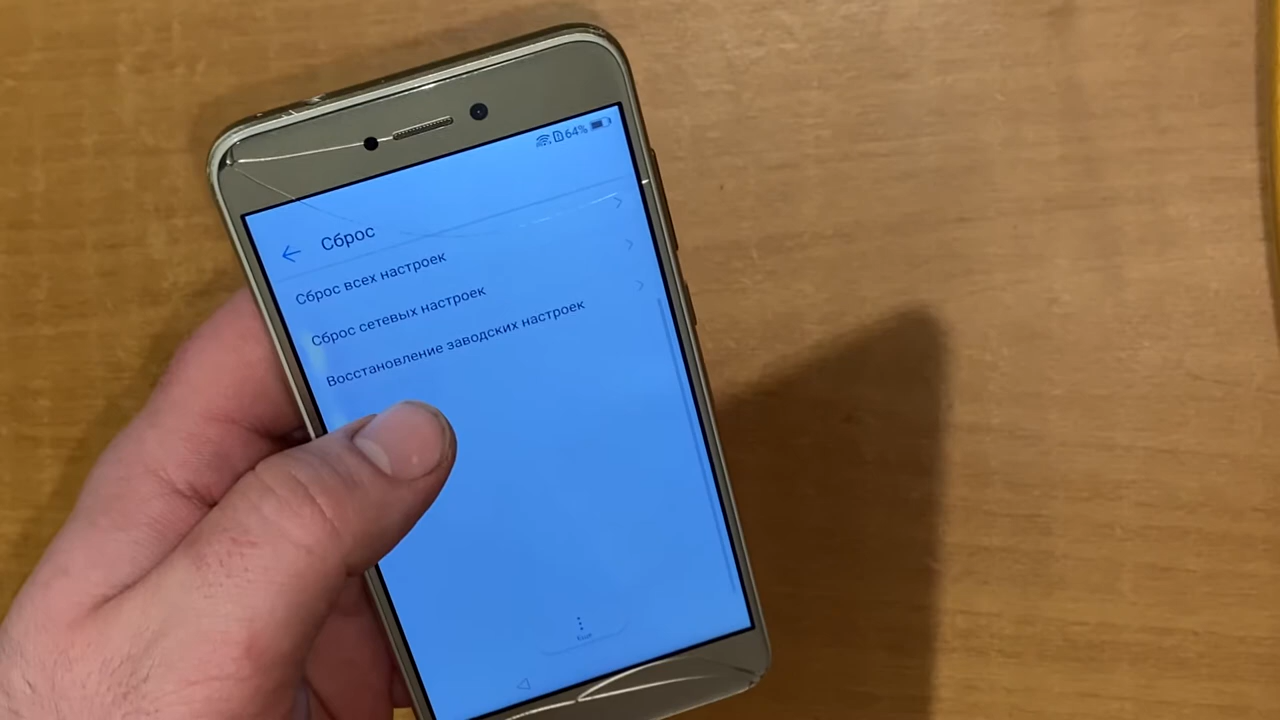 64%
Сброс
Сброс всех настроек
Сброс сетевых настроек
Восстановление заводских настроек